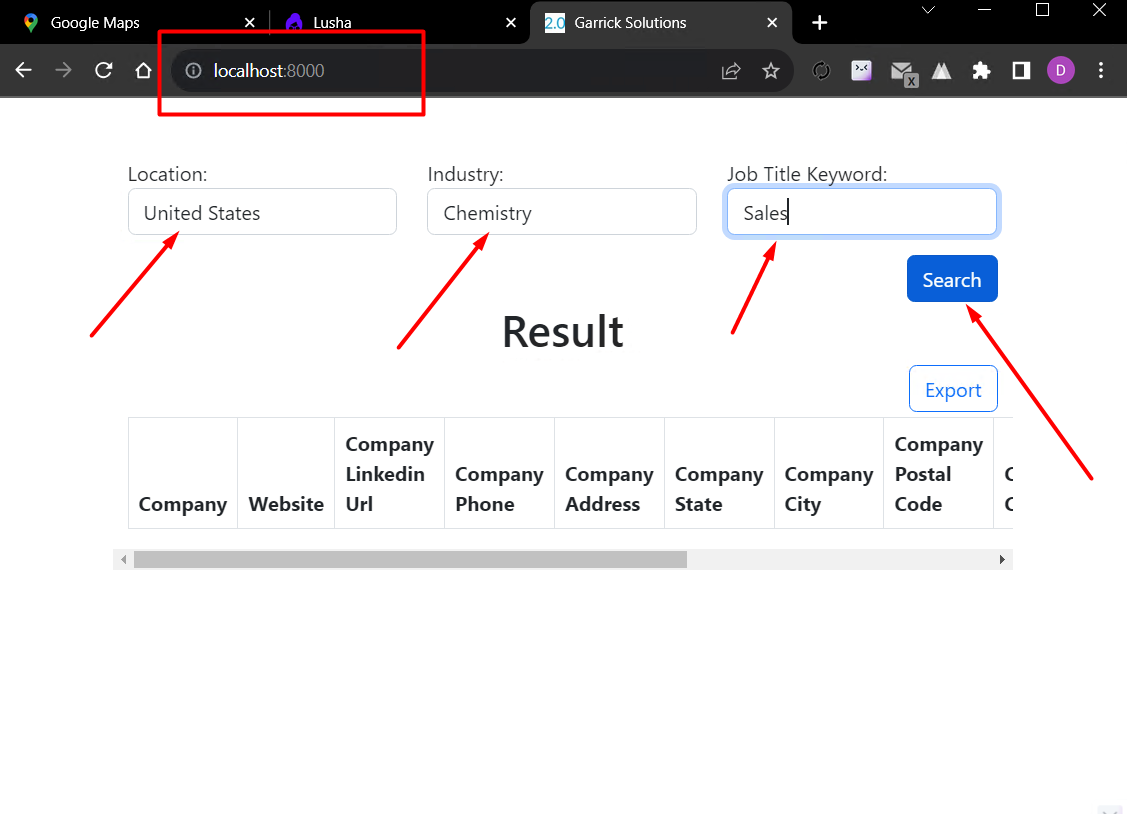 Google Maps
Lusha
2.0 Garrick Solutions
localhost:8000
X
D
Location:
Industry:
Job Title Keyword:
United States
Chemistry
Sales
Search
Result
Export
Company
Website
Company
Linkedin
Url
Company
Phone
Company
Address
Company
State
Company
City
Company
Postal
Code